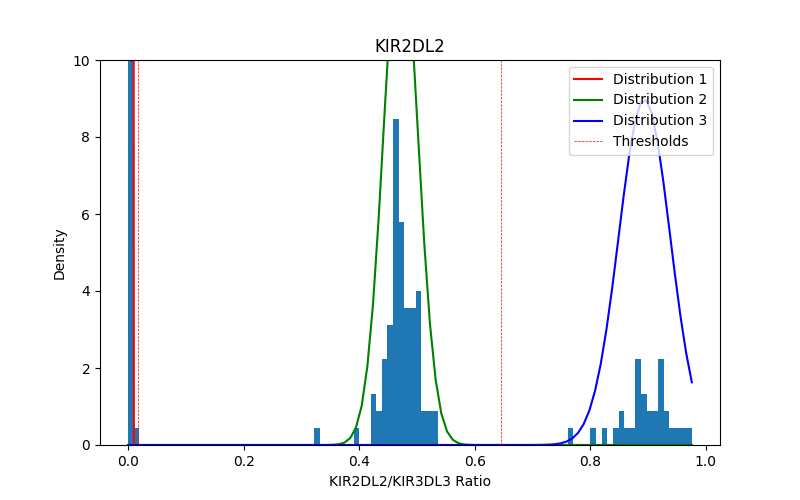 KIR2DL2
Distribution 1
Distribution 2
Distribution 3
Thresholds
Density
10
8
6
4
2
0
0.0 0.2 0.4 0.6 0.8 1.0
KIR2DL2/KIR3DL3 Ratio